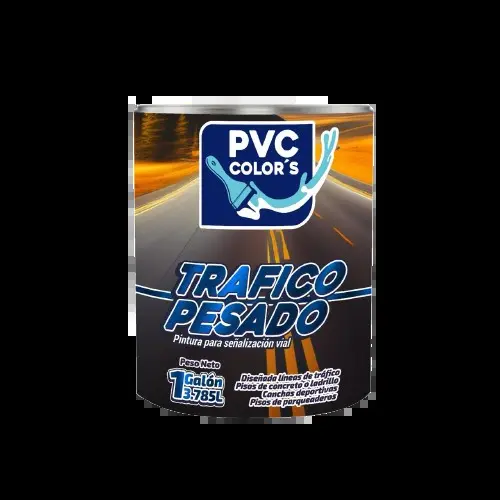 PVC
COLOR´S
TRAFICO
PESADO
Pintura para señalización vial
Peso Neto
1 Galón
3.785L
Diseñada líneas de tráfico
Pisos de concreto o ladrillo
Canchas deportivas
Pisos de parqueaderos